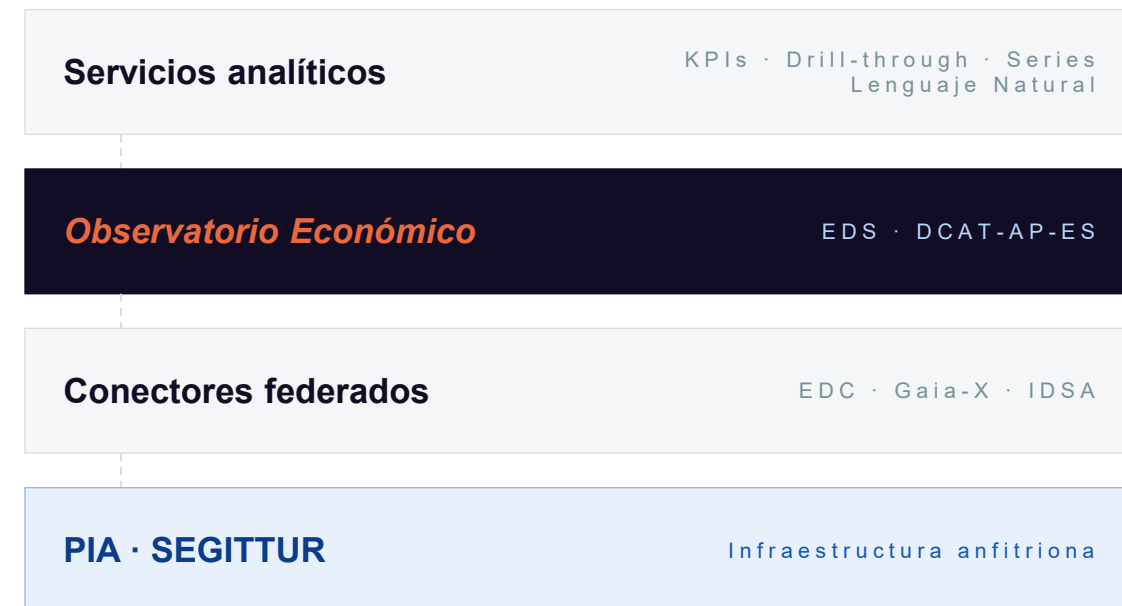 Servicios analíticos
KPIs · Drill-through · Series
Lenguaje Natural
Observatorio Económico
EDS · DCAT-AP-ES
Conectores federados
EDC · Gaia-X · IDSA
PIA · SEGITTUR
Infraestructura anfitriona